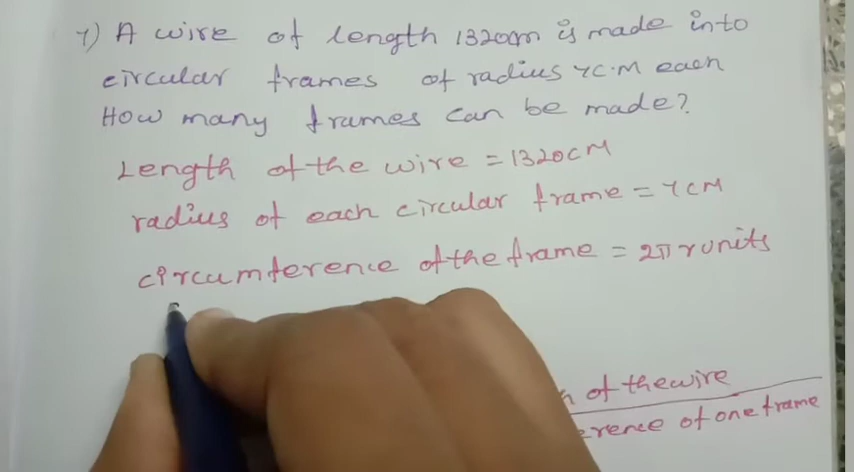 7) A wire of length 1320cm is made into
circular frames of radius 7C.M each
How many frames can be made?
Length of the wire = 1320CM
radius of each circular frame = 7CM
circumference of the frame = 2πr units
of the wire
of one frame